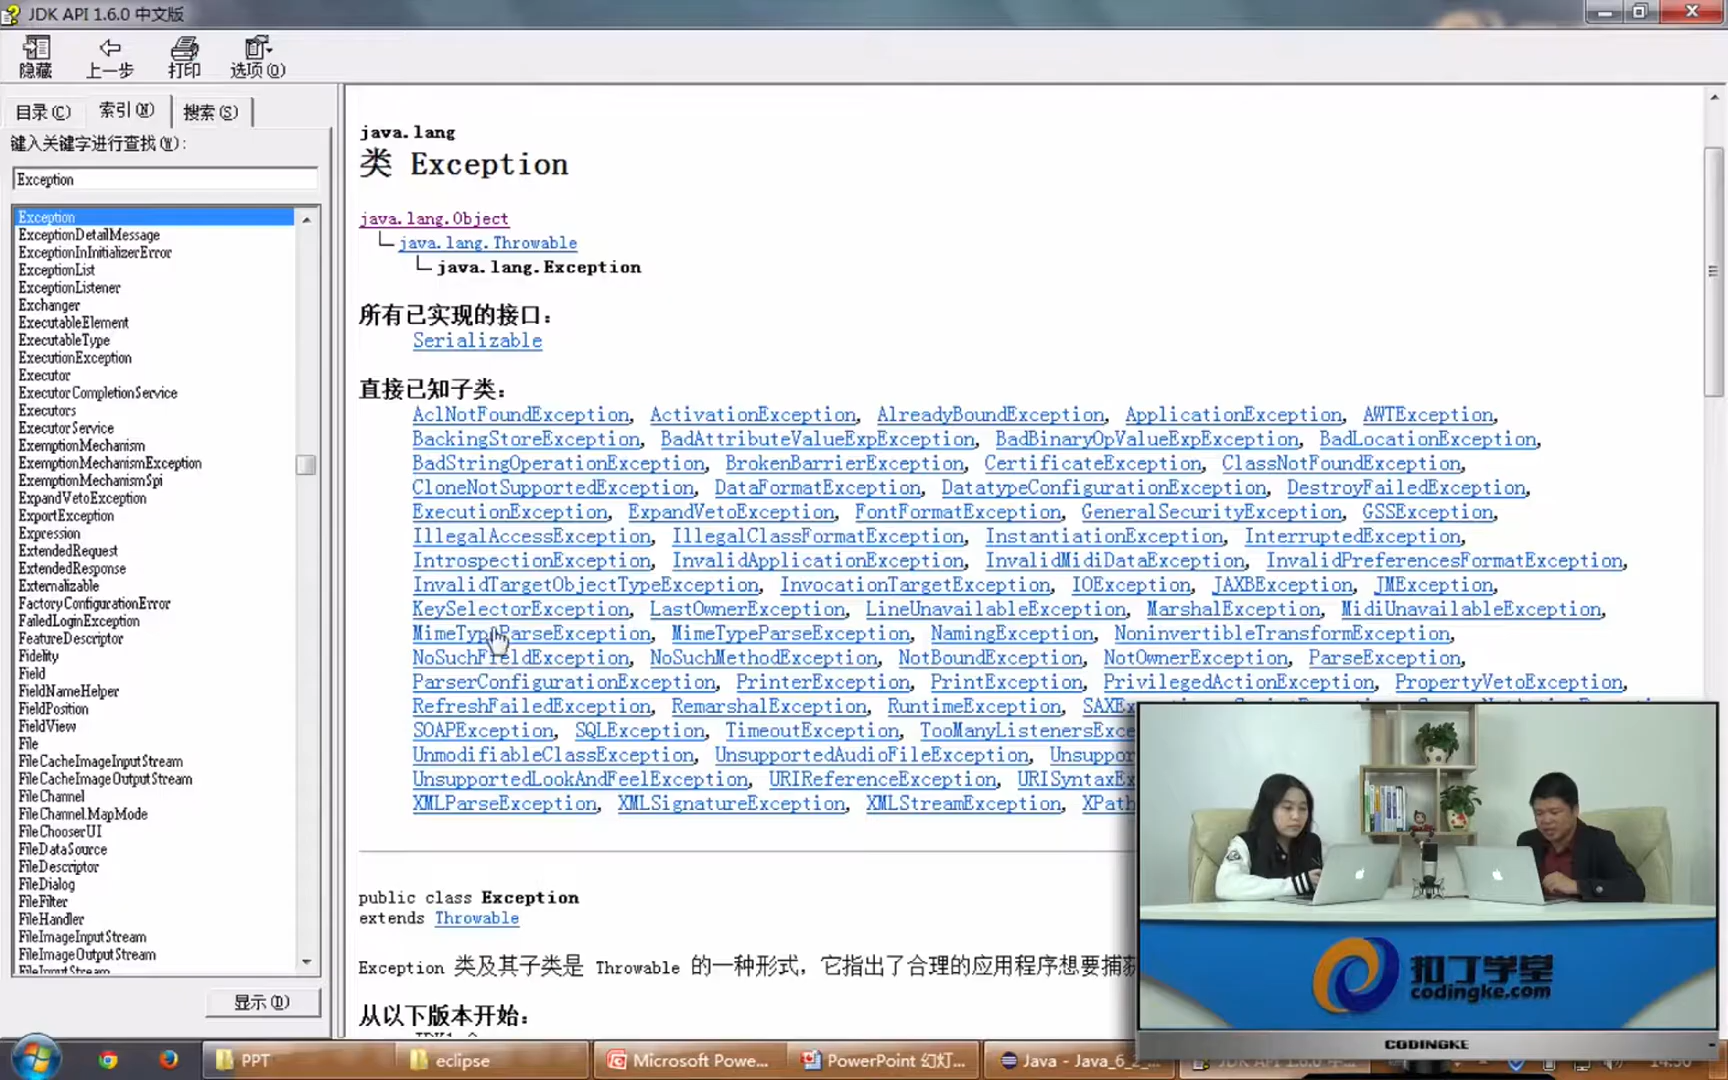 JDK API 1.6.0 中文版
隐藏
上一步
打印
选项(O)
目录(C)
索引(N)
搜索(S)
键入关键字进行查找(W):
Exception
Exception
ExceptionDetailMessage
ExceptionInInitializerError
ExceptionList
ExceptionListener
Exchanger
ExecutableElement
ExecutableType
ExecutionException
Executor
ExecutorCompletionService
Executors
ExecutorService
ExemptionMechanism
ExemptionMechanismException
ExemptionMechanismSpi
ExpandVetoException
ExportException
Expression
ExtendedRequest
ExtendedResponse
Externalizable
FactoryConfigurationError
FailedLoginException
FeatureDescriptor
Fidelity
Field
FieldNameHelper
FieldPosition
FieldView
File
FileCacheImageInputStream
FileCacheImageOutputStream
FileChannel
FileChannel.MapMode
FileChooserUI
FileDataSource
FileDescriptor
FileDialog
FileFilter
FileHandler
FileImageInputStream
FileImageOutputStream
FileInputStream
显示(D)
java.lang
类 Exception
java.lang.Object
java.lang.Throwable
java.lang.Exception
所有已实现的接口：
Serializable
直接已知子类：
AclNotFoundException, ActivationException, AlreadyBoundException, ApplicationException, AWTException,
BackingStoreException, BadAttributeValueExpException, BadBinaryOpValueExpException, BadLocationException,
BadStringOperationException, BrokenBarrierException, CertificateException, ClassNotFoundException,
CloneNotSupportedException, DataFormatException, DatatypeConfigurationException, DestroyFailedException,
ExecutionException, ExpandVetoException, FontFormatException, GeneralSecurityException, GSSException,
IllegalAccessException, IllegalClassFormatException, InstantiationException, InterruptedException,
IntrospectionException, InvalidApplicationException, InvalidMidiDataException, InvalidPreferencesFormatException,
InvalidTargetObjectTypeException, InvocationTargetException, IOException, JAXBException, JMException,
KeySelectorException, LastOwnerException, LineUnavailableException, MarshalException, MidiUnavailableException,
MimeTypeParseException, MimeTypeParseException, NamingException, NoninvertibleTransformException,
NoSuchFieldException, NoSuchMethodException, NotBoundException, NotOwnerException, ParseException,
ParserConfigurationException, PrinterException, PrintException, PrivilegedActionException, PropertyVetoException,
RefreshFailedException, RemarshalException, RuntimeException,
SOAPException, SQLException, TimeoutException, TooManyListenersExce
UnmodifiableClassException, UnsupportedAudioFileException, Unsuppor
UnsupportedLookAndFeelException, URIReferenceException, URISyntaxEx
XMLParseException, XMLSignatureException, XMLStreamException, XPath
public class Exception
extends Throwable
Exception 类及其子类是 Throwable 的一种形式，它指出了合理的应用程序想要捕获
从以下版本开始：
扣丁学堂
codingke.com
CODINGKE
PPT
eclipse
Microsoft Powe...
PowerPoint 幻灯...
Java - Java_6_2...